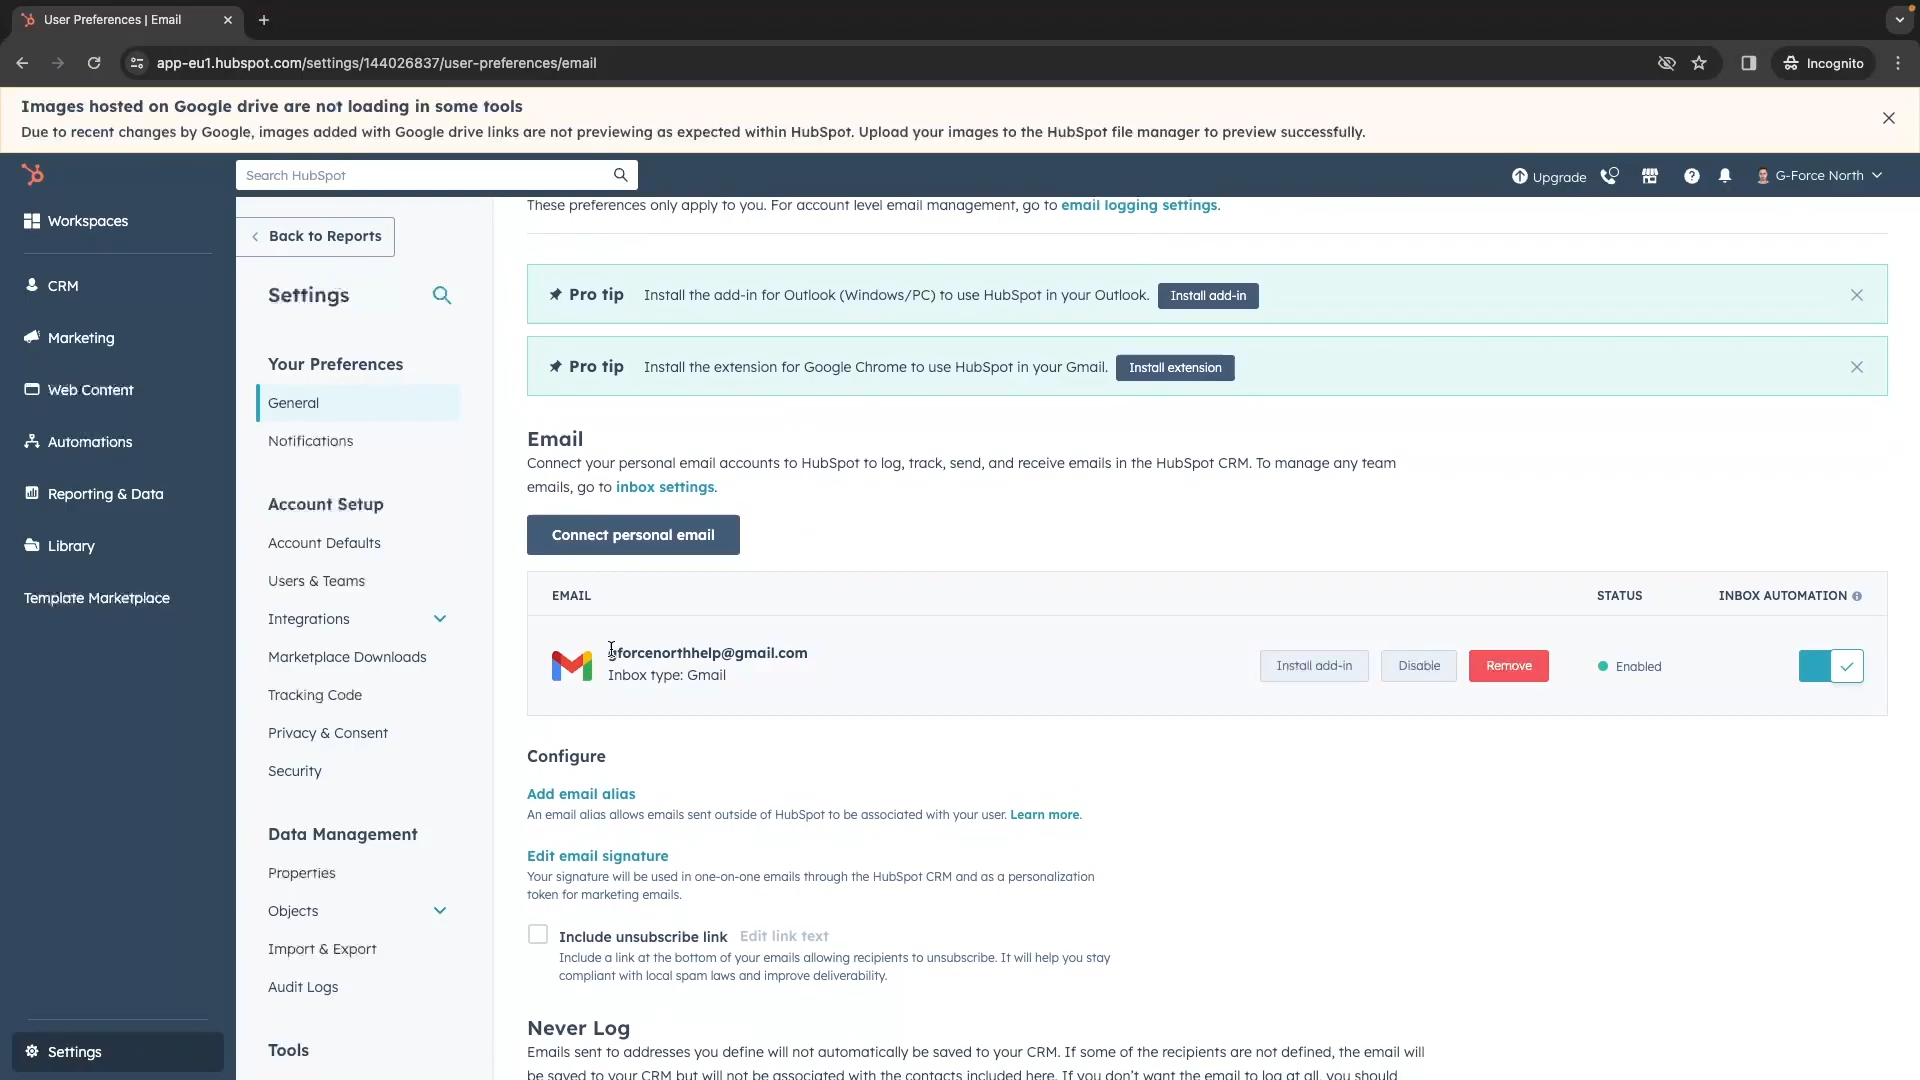 User Preferences | Email
app-eu1.hubspot.com/settings/144026837/user-preferences/email
Incognito
Images hosted on Google drive are not loading in some tools
Due to recent changes by Google, images added with Google drive links are not previewing as expected within HubSpot. Upload your images to the HubSpot file manager to preview successfully.
Search HubSpot
Upgrade
G-Force North
Workspaces
CRM
Marketing
Web Content
Automations
Reporting & Data
Library
Template Marketplace
Settings
Back to Reports
Settings
Your Preferences
General
Notifications
Account Setup
Account Defaults
Users & Teams
Integrations
Marketplace Downloads
Tracking Code
Privacy & Consent
Security
Data Management
Properties
Objects
Import & Export
Audit Logs
Tools
These preferences only apply to you. For account level email management, go to email logging settings.
Pro tip Install the add-in for Outlook (Windows/PC) to use HubSpot in your Outlook. Install add-in
Pro tip Install the extension for Google Chrome to use HubSpot in your Gmail. Install extension
Email
Connect your personal email accounts to HubSpot to log, track, send, and receive emails in the HubSpot CRM. To manage any team
emails, go to inbox settings.
Connect personal email
EMAIL STATUS INBOX AUTOMATION
gforcenorthhelp@gmail.com
Inbox type: Gmail
Install add-in Disable Remove Enabled
Configure
Add email alias
An email alias allows emails sent outside of HubSpot to be associated with your user. Learn more.
Edit email signature
Your signature will be used in one-on-one emails through the HubSpot CRM and as a personalization
token for marketing emails.
Include unsubscribe link Edit link text
Include a link at the bottom of your emails allowing recipients to unsubscribe. It will help you stay
compliant with local spam laws and improve deliverability.
Never Log
Emails sent to addresses you define will not automatically be saved to your CRM. If some of the recipients are not defined, the email will
be saved to your CRM but will not be associated with the contacts included here. If you don't want the email to log at all, you should